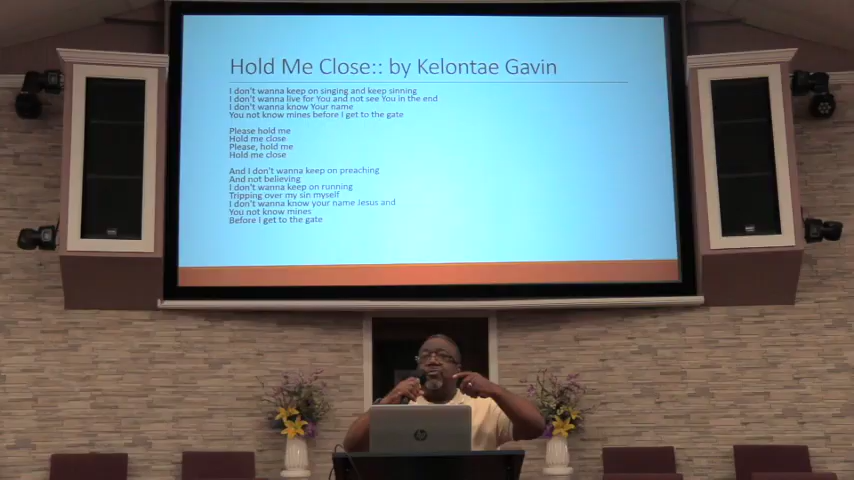 Hold Me Close:: by Kelontae Gavin
I don't wanna keep on singing and keep sinning
I don't wanna live for You and not see You in the end
I don't wanna know Your name
You not know mines before I get to the gate
Please hold me
Hold me close
Please, hold me
Hold me close
And I don't wanna keep on preaching
And not believing
I don't wanna keep on running
Tripping over my sin myself
I don't wanna know your name Jesus and
You not know mines
Before I get to the gate
hp